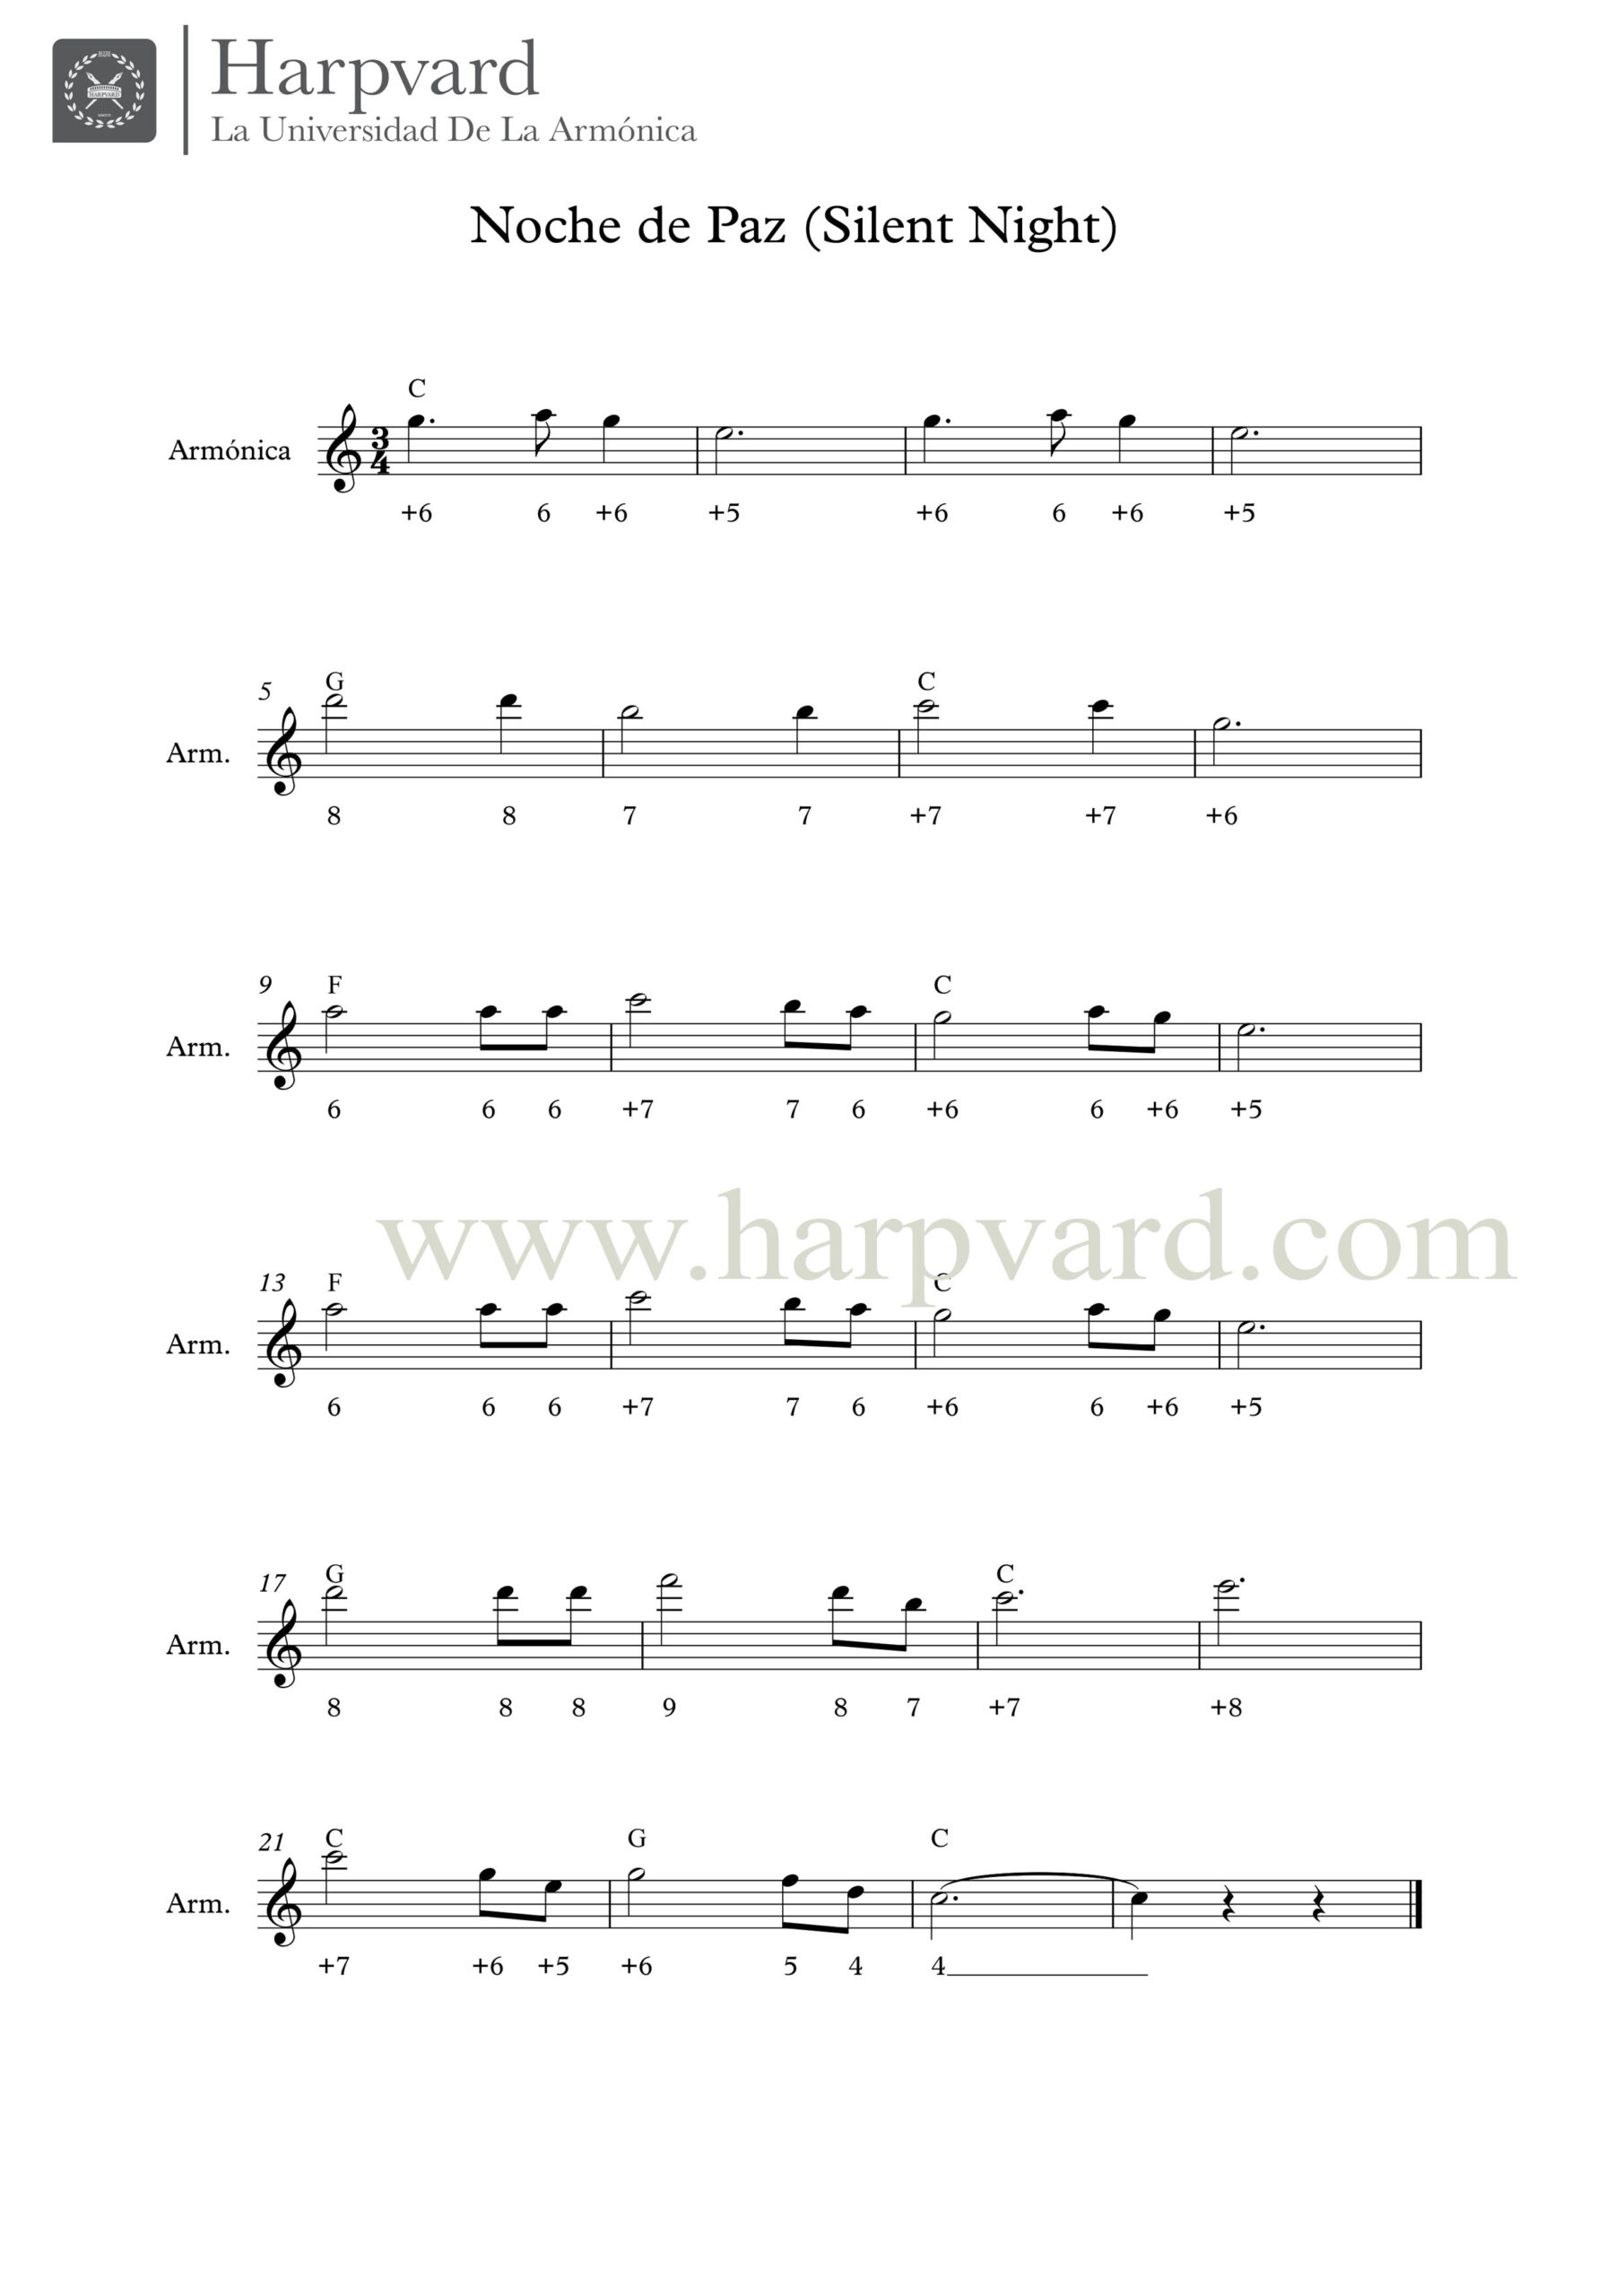 Harpvard
La Universidad De La Armónica
HARPVARD
Noche de Paz (Silent Night)
C
Armónica
3
4
+6 6 +6 +5 +6 6 +6 +5
5 G C
Arm.
8 8 7 7 +7 +7 +6
9 F C
Arm.
6 6 6 +7 7 6 +6 6 +6 +5
www.harpvard.com
13 F C
Arm.
6 6 6 +7 7 6 +6 6 +6 +5
17 G C
Arm.
8 8 8 9 8 7 +7 +8
21 C G C
Arm.
+7 +6 +5 +6 5 4 4